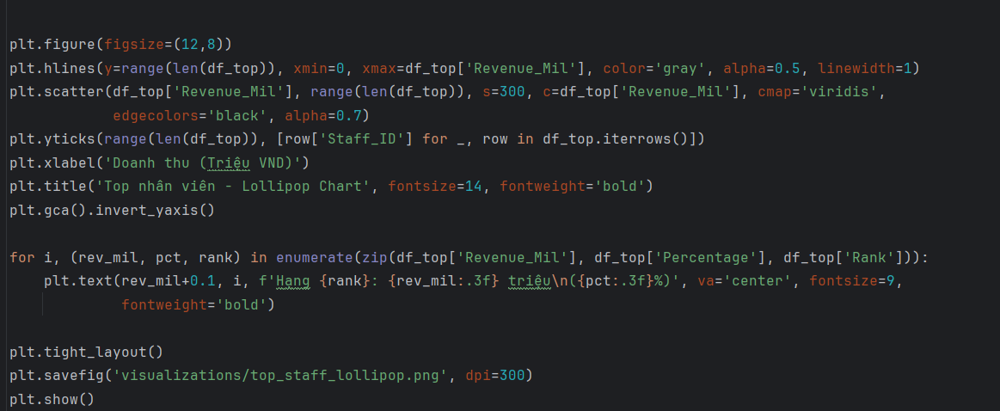 plt.figure(figsize=(12,8))
plt.hlines(y=range(len(df_top)), xmin=0, xmax=df_top['Revenue_Mil'], color='gray', alpha=0.5, linewidth=1)
plt.scatter(df_top['Revenue_Mil'], range(len(df_top)), s=300, c=df_top['Revenue_Mil'], cmap='viridis',
            edgecolors='black', alpha=0.7)
plt.yticks(range(len(df_top)), [row['Staff_ID'] for _, row in df_top.iterrows()])
plt.xlabel('Doanh thu (Triệu VND)')
plt.title('Top nhân viên - Lollipop Chart', fontsize=14, fontweight='bold')
plt.gca().invert_yaxis()
for i, (rev_mil, pct, rank) in enumerate(zip(df_top['Revenue_Mil'], df_top['Percentage'], df_top['Rank'])):
    plt.text(rev_mil+0.1, i, f'Hạng {rank}: {rev_mil:.3f} triệu\n({pct:.3f}%)', va='center', fontsize=9,
             fontweight='bold')
plt.tight_layout()
plt.savefig('visualizations/top_staff_lollipop.png', dpi=300)
plt.show()